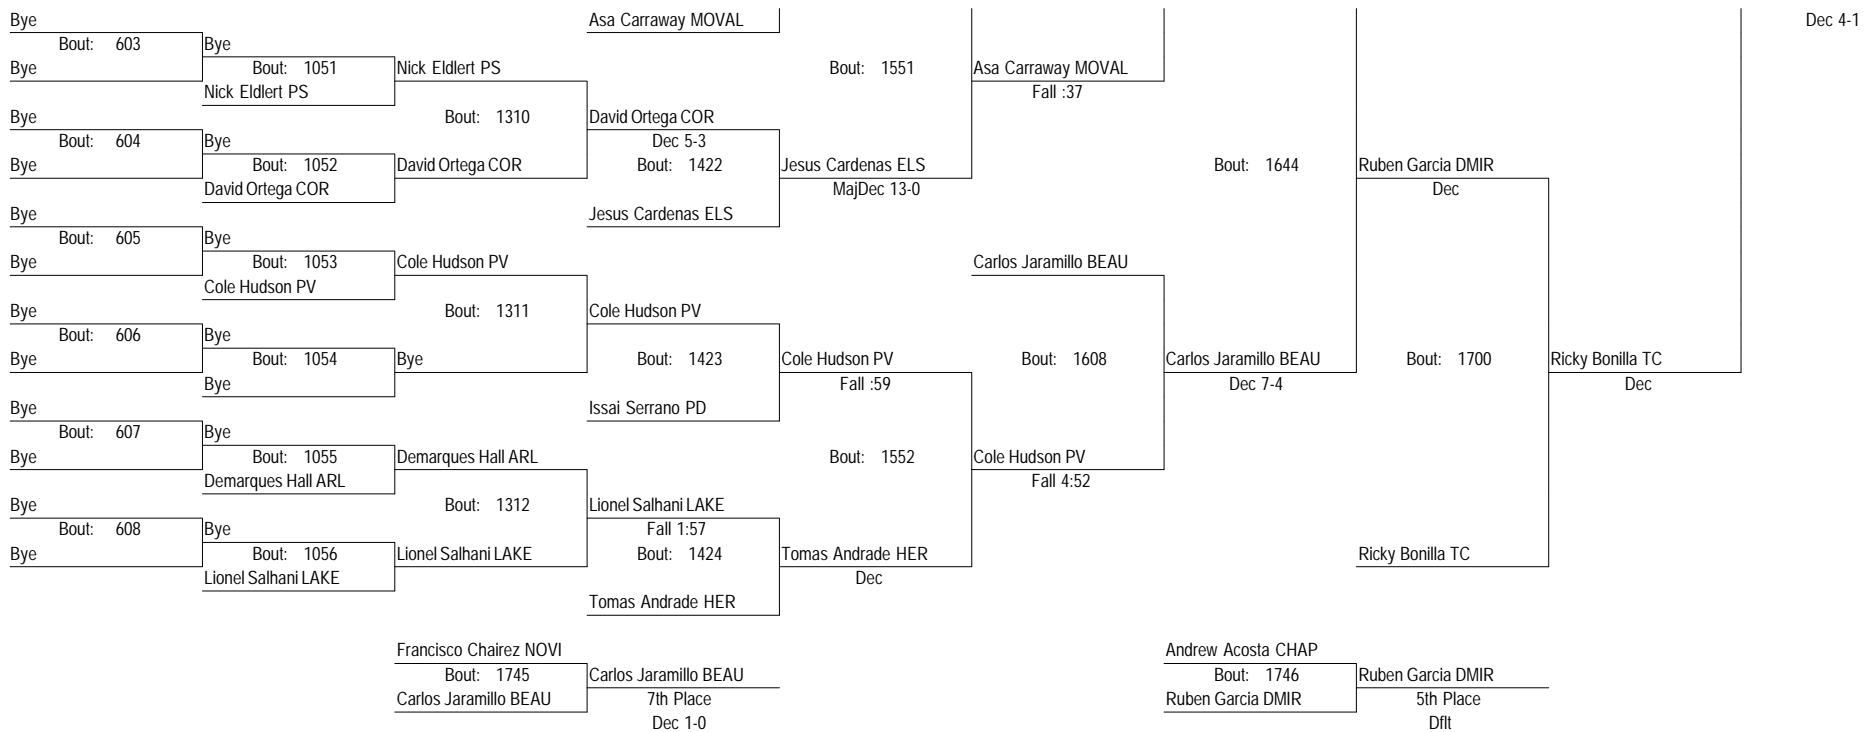 Bye Asa Carraway MOVAL Dec 4-1
Bout: 603 Bye
Bye Bout: 1051 Nick Eldlert PS Bout: 1551 Asa Carraway MOVAL
Nick Eldlert PS Fall :37
Bye Bout: 1310 David Ortega COR
Bout: 604 Bye Dec 5-3
Bye Bout: 1052 David Ortega COR Bout: 1422 Jesus Cardenas ELS Bout: 1644 Ruben Garcia DMIR
David Ortega COR MajDec 13-0 Dec
Bye Jesus Cardenas ELS
Bout: 605 Bye
Bye Bout: 1053 Cole Hudson PV Carlos Jaramillo BEAU
Cole Hudson PV
Bye Bout: 1311 Cole Hudson PV
Bout: 606 Bye
Bye Bout: 1054 Bye Bout: 1423 Cole Hudson PV Bout: 1608 Carlos Jaramillo BEAU Bout: 1700 Ricky Bonilla TC
Bye Fall :59 Dec 7-4 Dec
Bye Issai Serrano PD
Bout: 607 Bye
Bye Bout: 1055 Demarques Hall ARL Bout: 1552 Cole Hudson PV
Demarques Hall ARL Fall 4:52
Bye Bout: 1312 Lionel Salhani LAKE
Bout: 608 Bye Fall 1:57
Bye Bout: 1056 Lionel Salhani LAKE Bout: 1424 Tomas Andrade HER Ricky Bonilla TC
Lionel Salhani LAKE Dec
Tomas Andrade HER
Francisco Chairez NOVI Andrew Acosta CHAP
Bout: 1745 Carlos Jaramillo BEAU Bout: 1746 Ruben Garcia DMIR
Carlos Jaramillo BEAU 7th Place Ruben Garcia DMIR 5th Place
Dec 1-0 Dflt